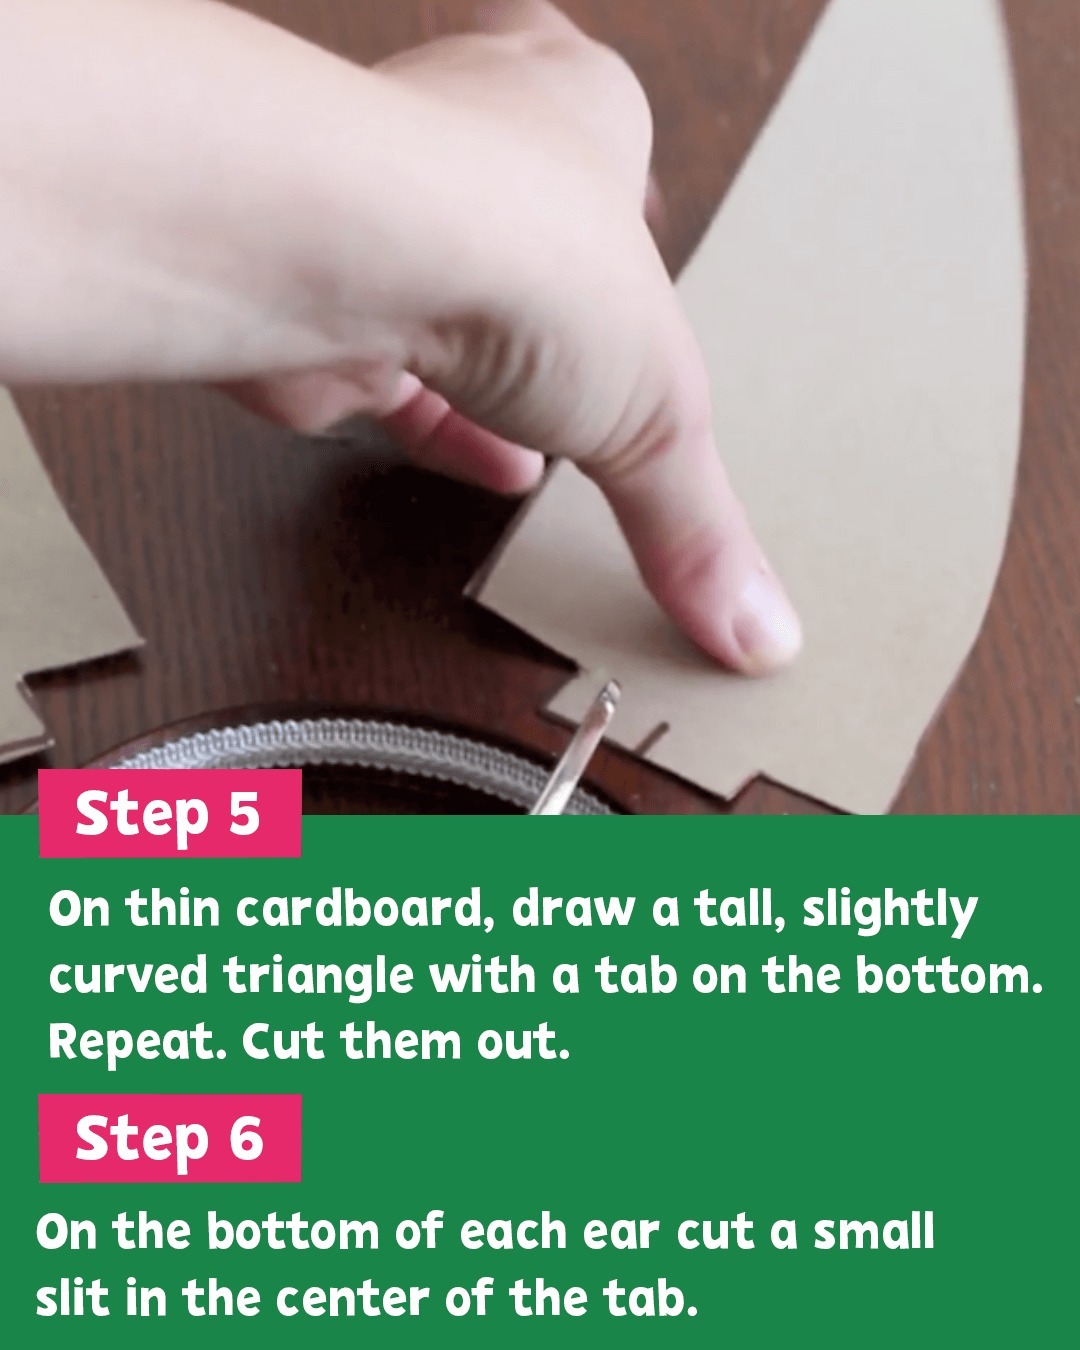 Step 5
On thin cardboard, draw a tall, slightly
curved triangle with a tab on the bottom.
Repeat. Cut them out.
Step 6
On the bottom of each ear cut a small
slit in the center of the tab.